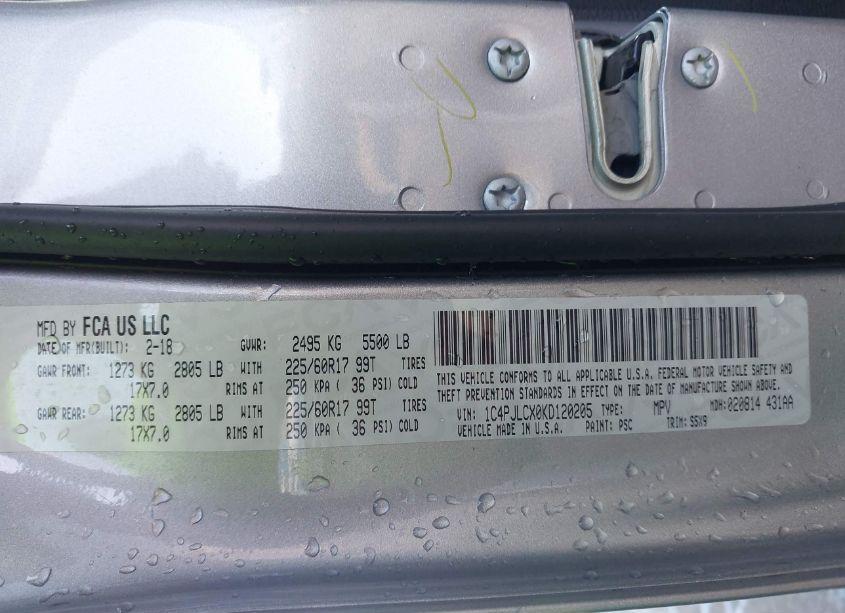 MFD BY FCA US LLC
DATE OF MFR(BUILT): 2-18 GVWR: 2495 KG 5500 LB
GAWR FRONT: 1273 KG 2805 LB WITH 225/60R17 99T TIRES
17X7.0 RIMS AT 250 KPA ( 36 PSI) COLD
GAWR REAR: 1273 KG 2805 LB WITH 225/60R17 99T TIRES
17X7.0 RIMS AT 250 KPA ( 36 PSI) COLD
THIS VEHICLE CONFORMS TO ALL APPLICABLE U.S.A. FEDERAL MOTOR VEHICLE SAFETY AND
THEFT PREVENTION STANDARDS IN EFFECT ON THE DATE OF MANUFACTURE SHOWN ABOVE.
VIN: 1C4PJLCX0KD120205 TYPE: MPV MDH:020814 431AA
VEHICLE MADE IN U.S.A. PAINT: PSC TRIM: S5X9